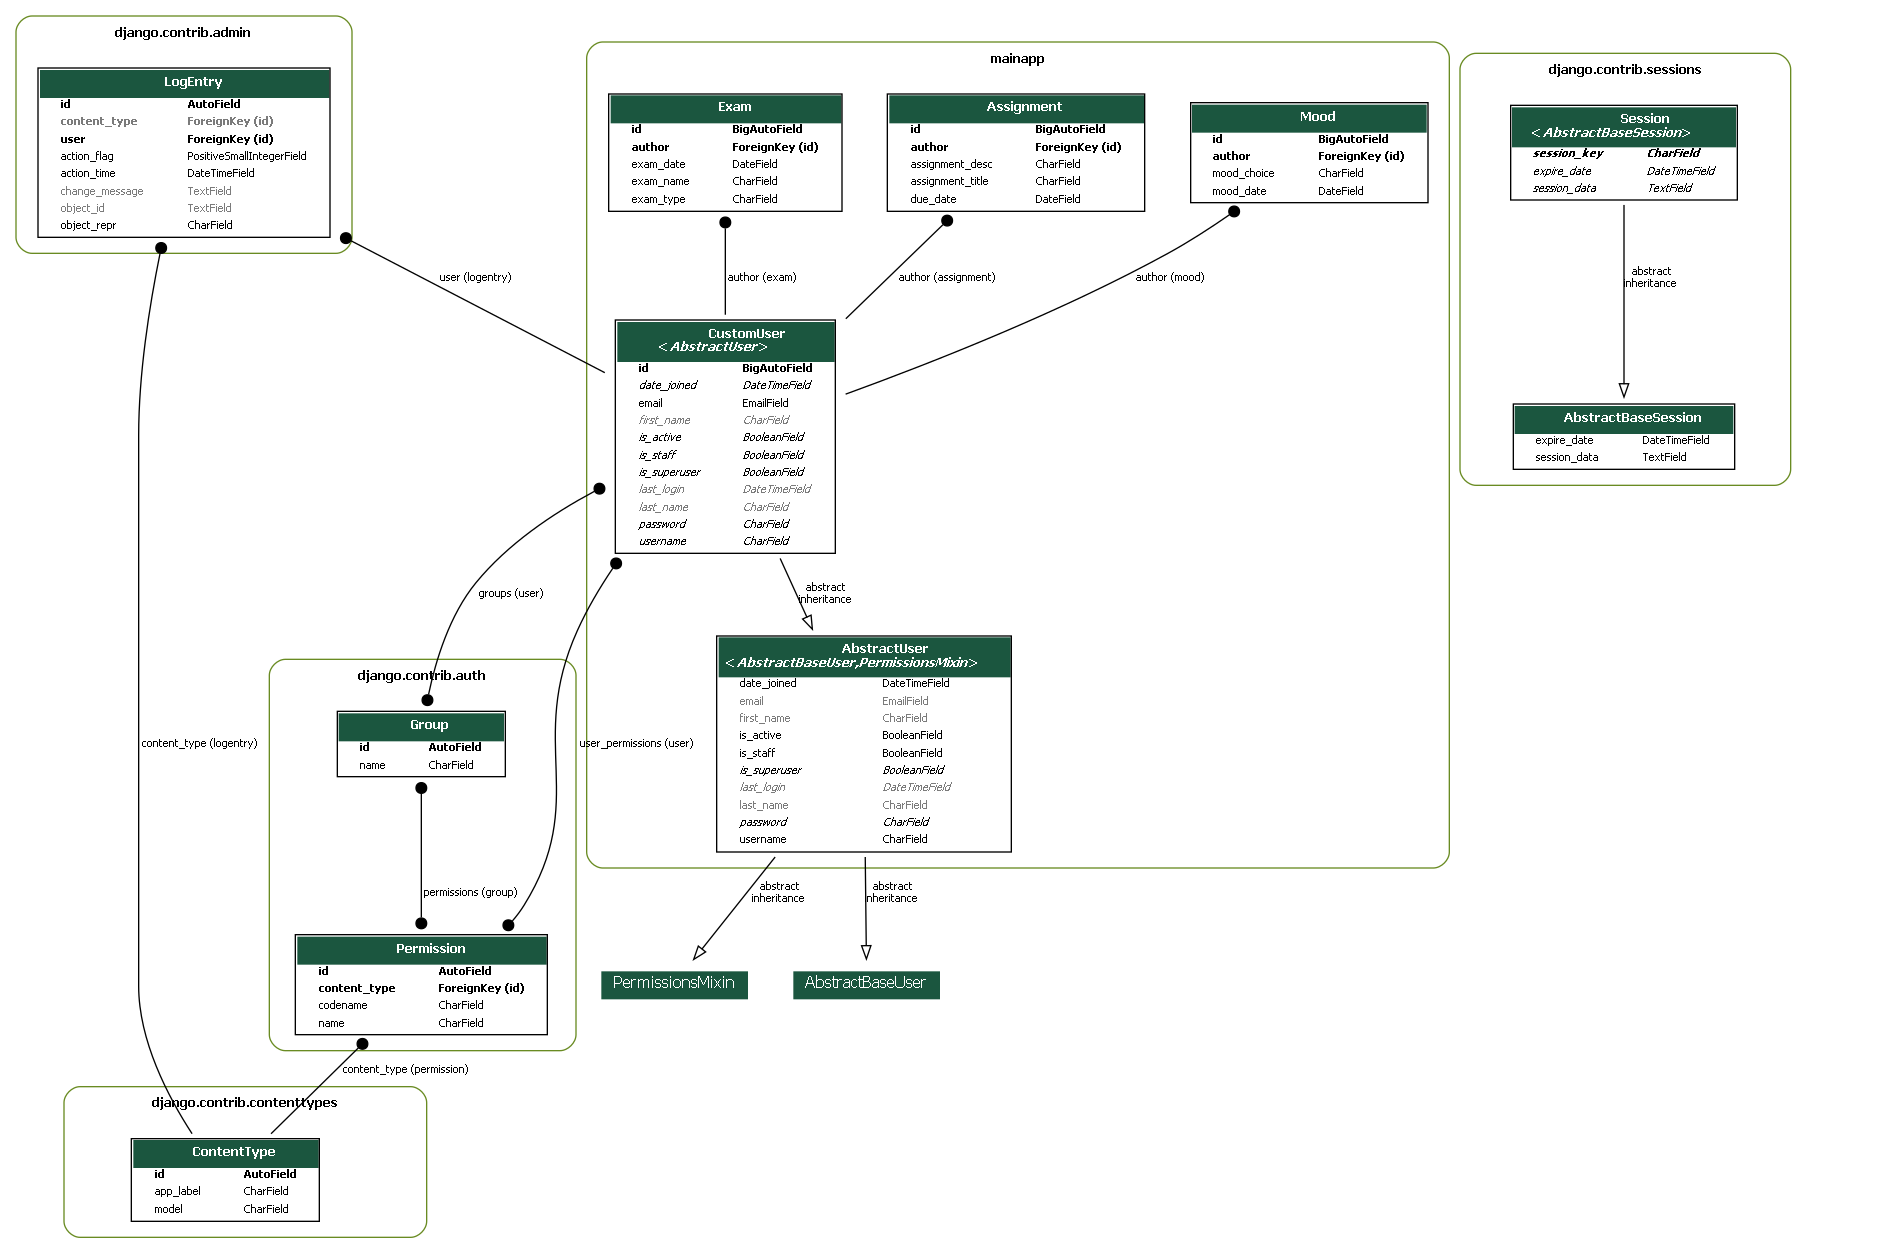 django.contrib.admin
LogEntry
id AutoField
content_type ForeignKey (id)
user ForeignKey (id)
action_flag PositiveSmallIntegerField
action_time DateTimeField
change_message TextField
object_id TextField
object_repr CharField
mainapp
Exam
id BigAutoField
author ForeignKey (id)
exam_date DateField
exam_name CharField
exam_type CharField
Assignment
id BigAutoField
author ForeignKey (id)
assignment_desc CharField
assignment_title CharField
due_date DateField
Mood
id BigAutoField
author ForeignKey (id)
mood_choice CharField
mood_date DateField
django.contrib.sessions
Session
<AbstractBaseSession>
session_key CharField
expire_date DateTimeField
session_data TextField
user (logentry)
author (exam)
author (assignment)
author (mood)
abstract
inheritance
CustomUser
<AbstractUser>
id BigAutoField
date_joined DateTimeField
email EmailField
first_name CharField
is_active BooleanField
is_staff BooleanField
is_superuser BooleanField
last_login DateTimeField
last_name CharField
password CharField
username CharField
AbstractBaseSession
expire_date DateTimeField
session_data TextField
groups (user)
abstract
inheritance
AbstractUser
<AbstractBaseUser,PermissionsMixin>
date_joined DateTimeField
email EmailField
first_name CharField
is_active BooleanField
is_staff BooleanField
is_superuser BooleanField
last_login DateTimeField
last_name CharField
password CharField
username CharField
django.contrib.auth
Group
id AutoField
name CharField
content_type (logentry)
user_permissions (user)
permissions (group)
abstract
inheritance
abstract
inheritance
Permission
id AutoField
content_type ForeignKey (id)
codename CharField
name CharField
PermissionsMixin
AbstractBaseUser
content_type (permission)
django.contrib.contenttypes
ContentType
id AutoField
app_label CharField
model CharField